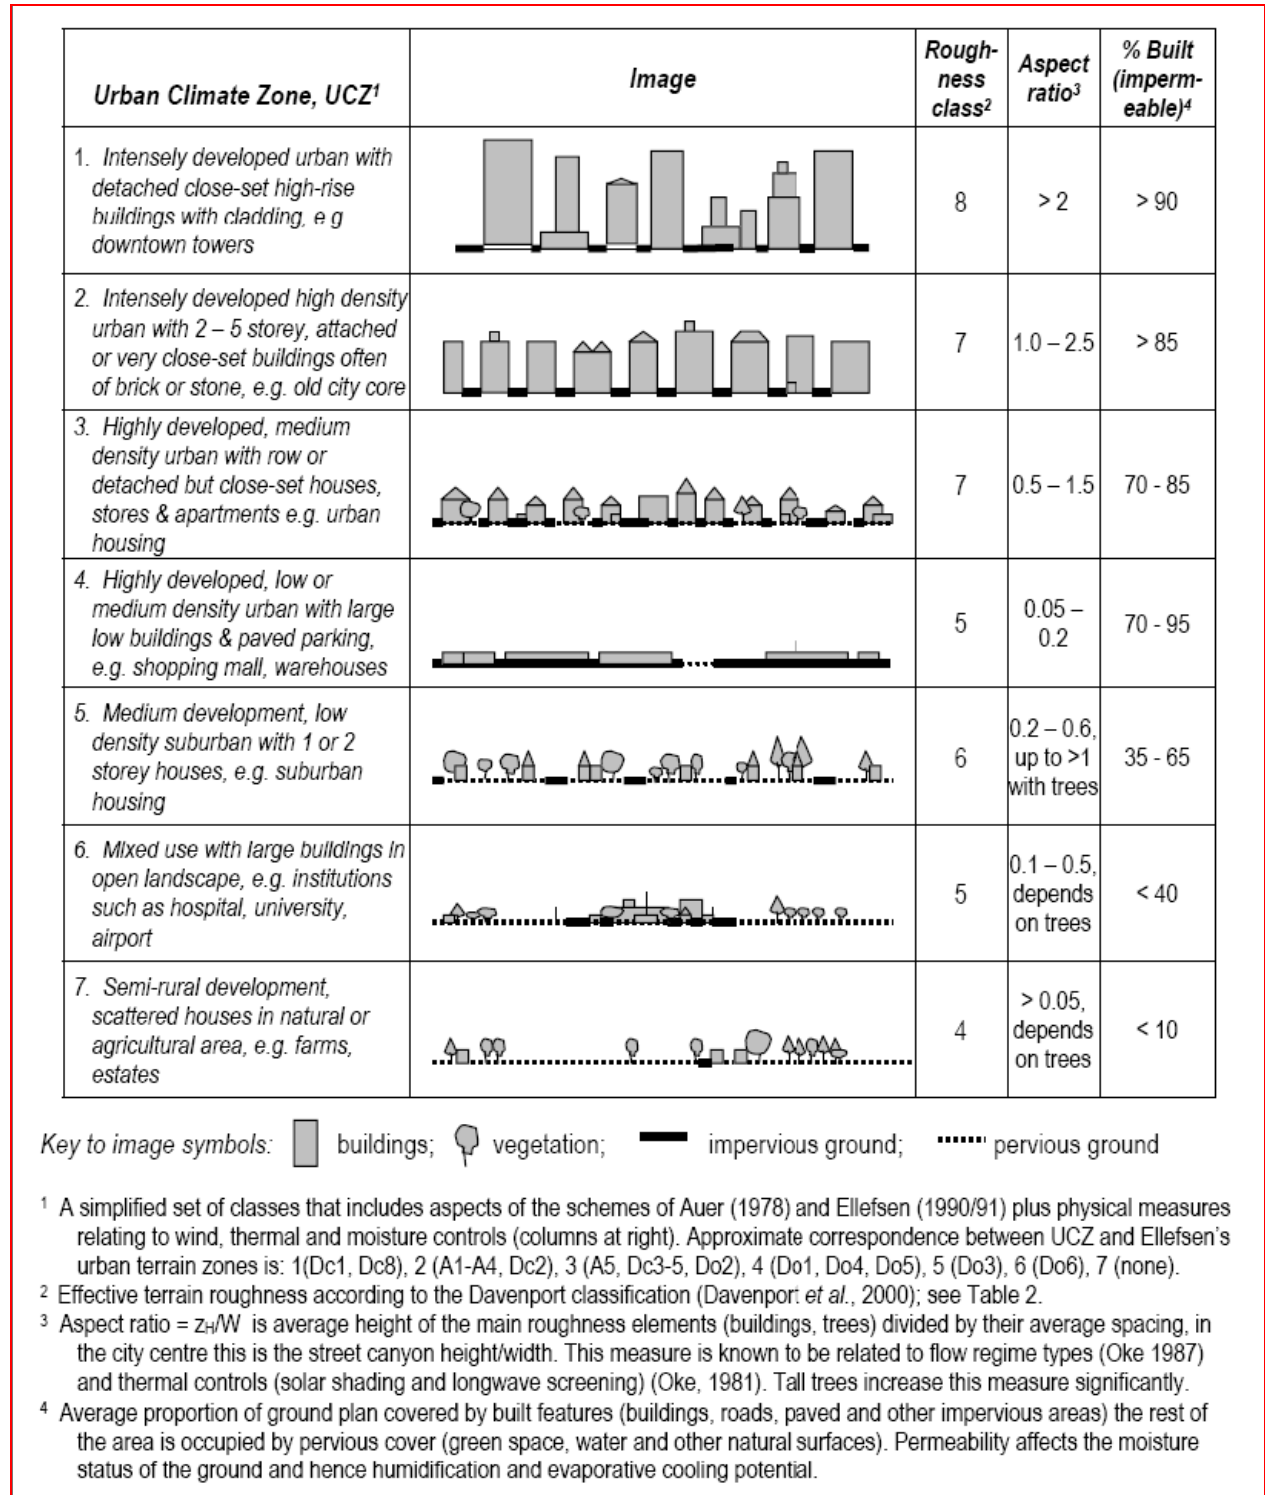 Urban Climate Zone, UCZ¹
Image
Rough-
ness
class²
Aspect
ratio³
% Built
(imperm-
eable)⁴
1. Intensely developed urban with
detached close-set high-rise
buildings with cladding, e g
downtown towers
8
> 2
> 90
2. Intensely developed high density
urban with 2 – 5 storey, attached
or very close-set buildings often
of brick or stone, e.g. old city core
7
1.0 – 2.5
> 85
3. Highly developed, medium
density urban with row or
detached but close-set houses,
stores & apartments e.g. urban
housing
7
0.5 – 1.5
70 - 85
4. Highly developed, low or
medium density urban with large
low buildings & paved parking,
e.g. shopping mall, warehouses
5
0.05 –
0.2
70 - 95
5. Medium development, low
density suburban with 1 or 2
storey houses, e.g. suburban
housing
6
0.2 – 0.6,
up to >1
with trees
35 - 65
6. Mixed use with large buildings in
open landscape, e.g. institutions
such as hospital, university,
airport
5
0.1 – 0.5,
depends
on trees
< 40
7. Semi-rural development,
scattered houses in natural or
agricultural area, e.g. farms,
estates
4
> 0.05,
depends
on trees
< 10
Key to image symbols: buildings; vegetation; impervious ground; pervious ground
¹ A simplified set of classes that includes aspects of the schemes of Auer (1978) and Ellefsen (1990/91) plus physical measures
relating to wind, thermal and moisture controls (columns at right). Approximate correspondence between UCZ and Ellefsen's
urban terrain zones is: 1(Dc1, Dc8), 2 (A1-A4, Dc2), 3 (A5, Dc3-5, Do2), 4 (Do1, Do4, Do5), 5 (Do3), 6 (Do6), 7 (none).
² Effective terrain roughness according to the Davenport classification (Davenport et al., 2000); see Table 2.
³ Aspect ratio = zH/W is average height of the main roughness elements (buildings, trees) divided by their average spacing, in
the city centre this is the street canyon height/width. This measure is known to be related to flow regime types (Oke 1987)
and thermal controls (solar shading and longwave screening) (Oke, 1981). Tall trees increase this measure significantly.
⁴ Average proportion of ground plan covered by built features (buildings, roads, paved and other impervious areas) the rest of
the area is occupied by pervious cover (green space, water and other natural surfaces). Permeability affects the moisture
status of the ground and hence humidification and evaporative cooling potential.